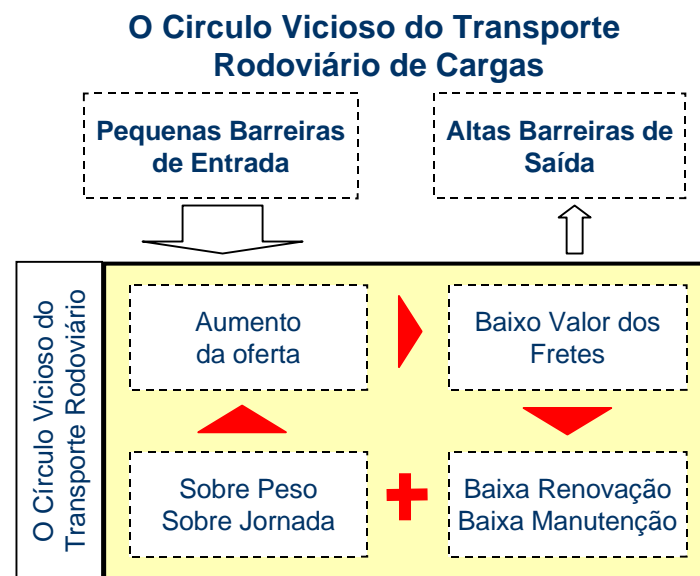 O Circulo Vicioso do Transporte
Rodoviário de Cargas
Pequenas Barreiras
de Entrada
Altas Barreiras de
Saída
O Círculo Vicioso do
Transporte Rodoviário
Aumento
da oferta
Baixo Valor dos
Fretes
Sobre Peso
Sobre Jornada
Baixa Renovação
Baixa Manutenção